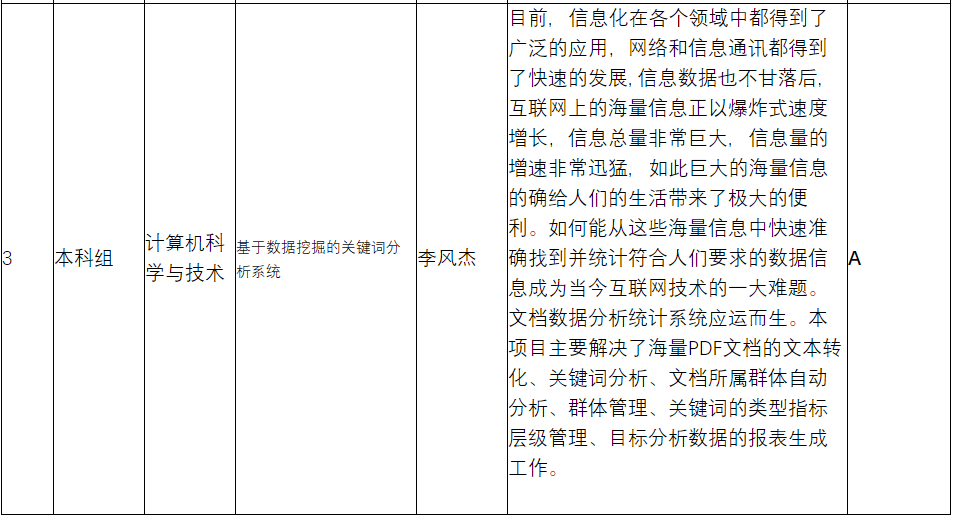 3
本科组
计算机科
学与技术
基于数据挖掘的关键词分
析系统
李风杰
目前，信息化在各个领域中都得到了
广泛的应用，网络和信息通讯都得到
了快速的发展,信息数据也不甘落后,
互联网上的海量信息正以爆炸式速度
增长，信息总量非常巨大，信息量的
增速非常迅猛，如此巨大的海量信息
的确给人们的生活带来了极大的便
利。如何能从这些海量信息中快速准
确找到并统计符合人们要求的数据信
息成为当今互联网技术的一大难题。
文档数据分析统计系统应运而生。本
项目主要解决了海量PDF文档的文本转
化、关键词分析、文档所属群体自动
分析、群体管理、关键词的类型指标
层级管理、目标分析数据的报表生成
工作。
A